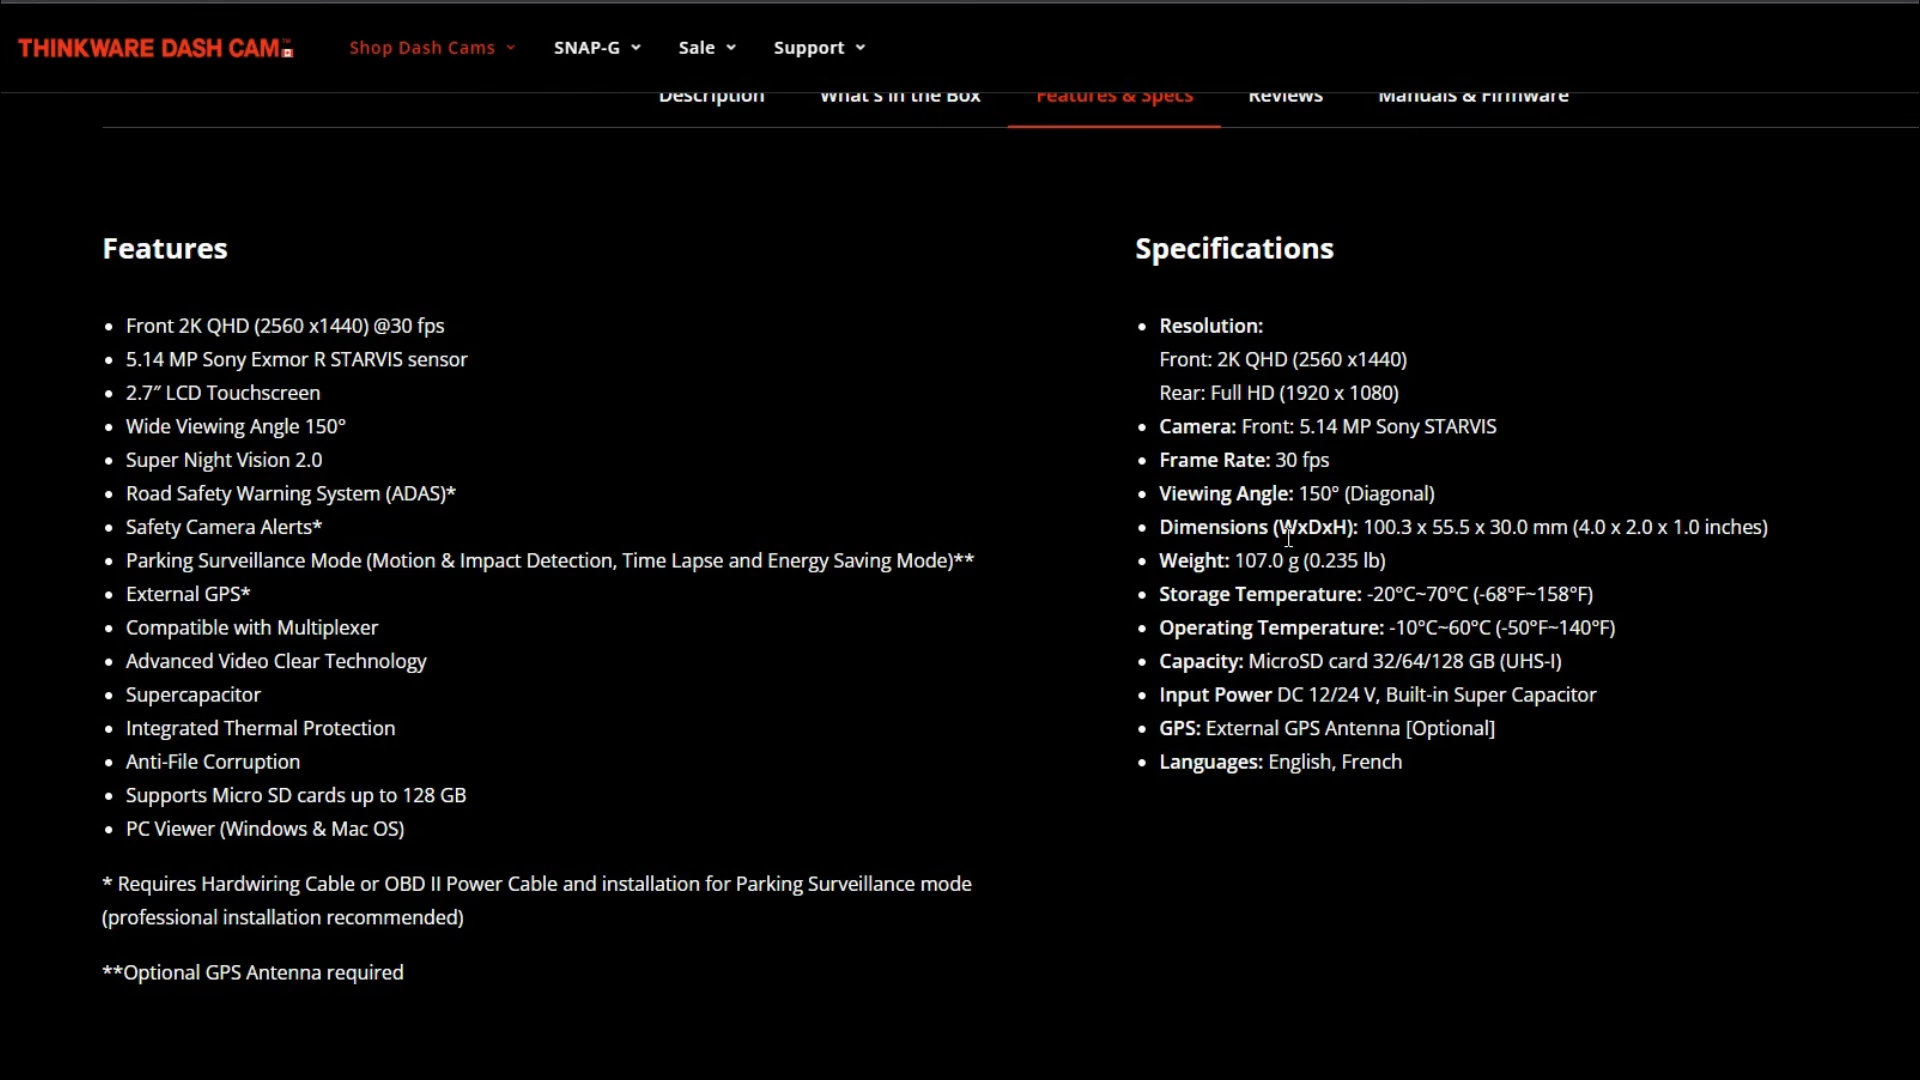 THINKWARE DASH CAM™
Shop Dash Cams
SNAP-G
Sale
Support
Description
What's in the Box
Features & Specs
Reviews
Manuals & Firmware
Features
Front 2K QHD (2560 x1440) @30 fps
5.14 MP Sony Exmor R STARVIS sensor
2.7″ LCD Touchscreen
Wide Viewing Angle 150°
Super Night Vision 2.0
Road Safety Warning System (ADAS)*
Safety Camera Alerts*
Parking Surveillance Mode (Motion & Impact Detection, Time Lapse and Energy Saving Mode)**
External GPS*
Compatible with Multiplexer
Advanced Video Clear Technology
Supercapacitor
Integrated Thermal Protection
Anti-File Corruption
Supports Micro SD cards up to 128 GB
PC Viewer (Windows & Mac OS)
* Requires Hardwiring Cable or OBD II Power Cable and installation for Parking Surveillance mode
(professional installation recommended)
**Optional GPS Antenna required
Specifications
Resolution:
Front: 2K QHD (2560 x1440)
Rear: Full HD (1920 x 1080)
Camera: Front: 5.14 MP Sony STARVIS
Frame Rate: 30 fps
Viewing Angle: 150° (Diagonal)
Dimensions (WxDxH): 100.3 x 55.5 x 30.0 mm (4.0 x 2.0 x 1.0 inches)
Weight: 107.0 g (0.235 lb)
Storage Temperature: -20°C~70°C (-68°F~158°F)
Operating Temperature: -10°C~60°C (-50°F~140°F)
Capacity: MicroSD card 32/64/128 GB (UHS-I)
Input Power DC 12/24 V, Built-in Super Capacitor
GPS: External GPS Antenna [Optional]
Languages: English, French